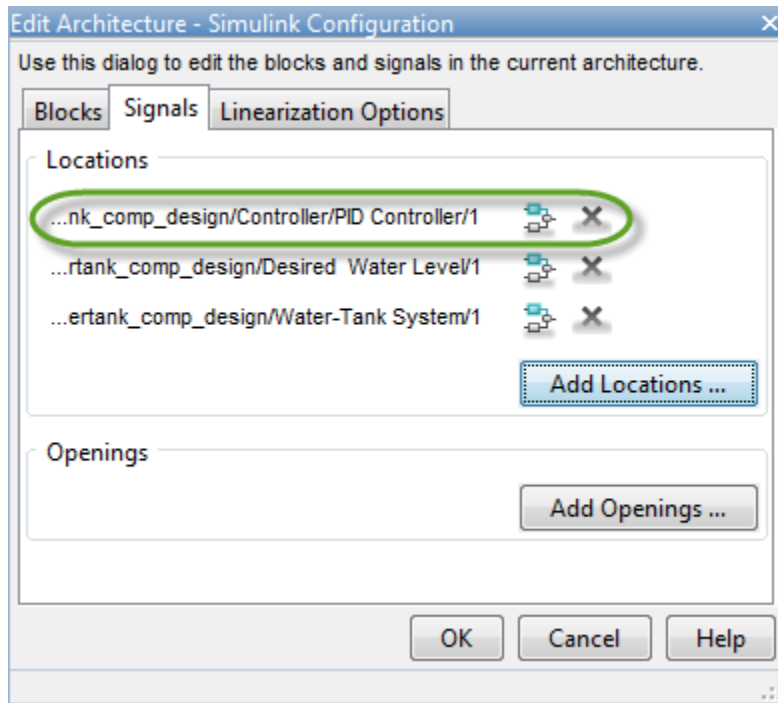 Edit Architecture - Simulink Configuration
Use this dialog to edit the blocks and signals in the current architecture.
Blocks Signals Linearization Options
Locations
...nk_comp_design/Controller/PID Controller/1
...rtank_comp_design/Desired  Water Level/1
...ertank_comp_design/Water-Tank System/1
Add Locations ...
Openings
Add Openings ...
OK Cancel Help